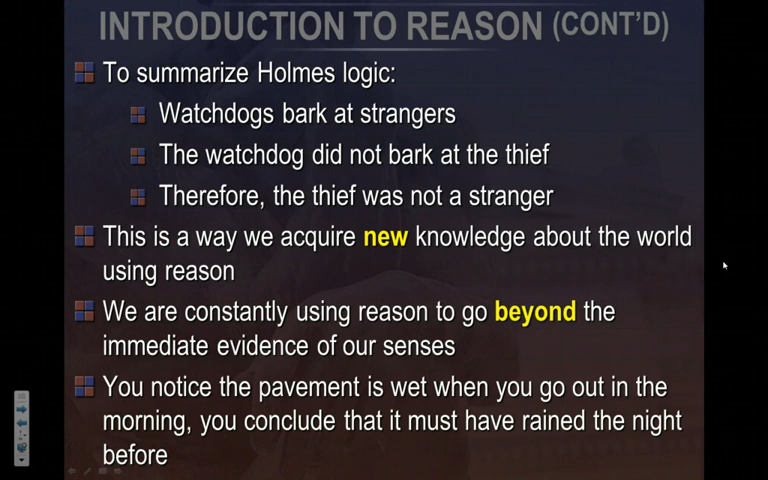 INTRODUCTION TO REASON (CONT'D)
To summarize Holmes logic:
Watchdogs bark at strangers
The watchdog did not bark at the thief
Therefore, the thief was not a stranger
This is a way we acquire new knowledge about the world
using reason
We are constantly using reason to go beyond the
immediate evidence of our senses
You notice the pavement is wet when you go out in the
morning, you conclude that it must have rained the night
before